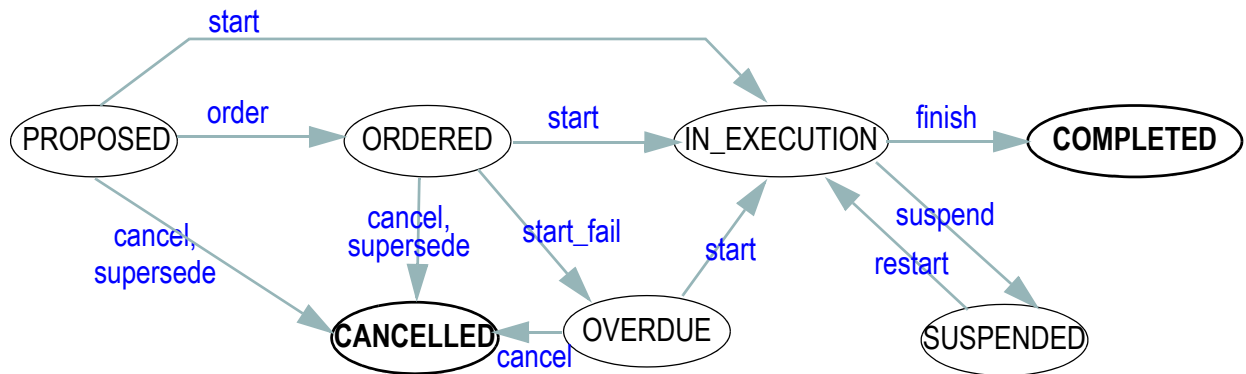 start
order
start
finish
PROPOSED
ORDERED
IN_EXECUTION
COMPLETED
cancel,
supersede
cancel,
supersede
start_fail
start
suspend
restart
CANCELLED
cancel
OVERDUE
SUSPENDED